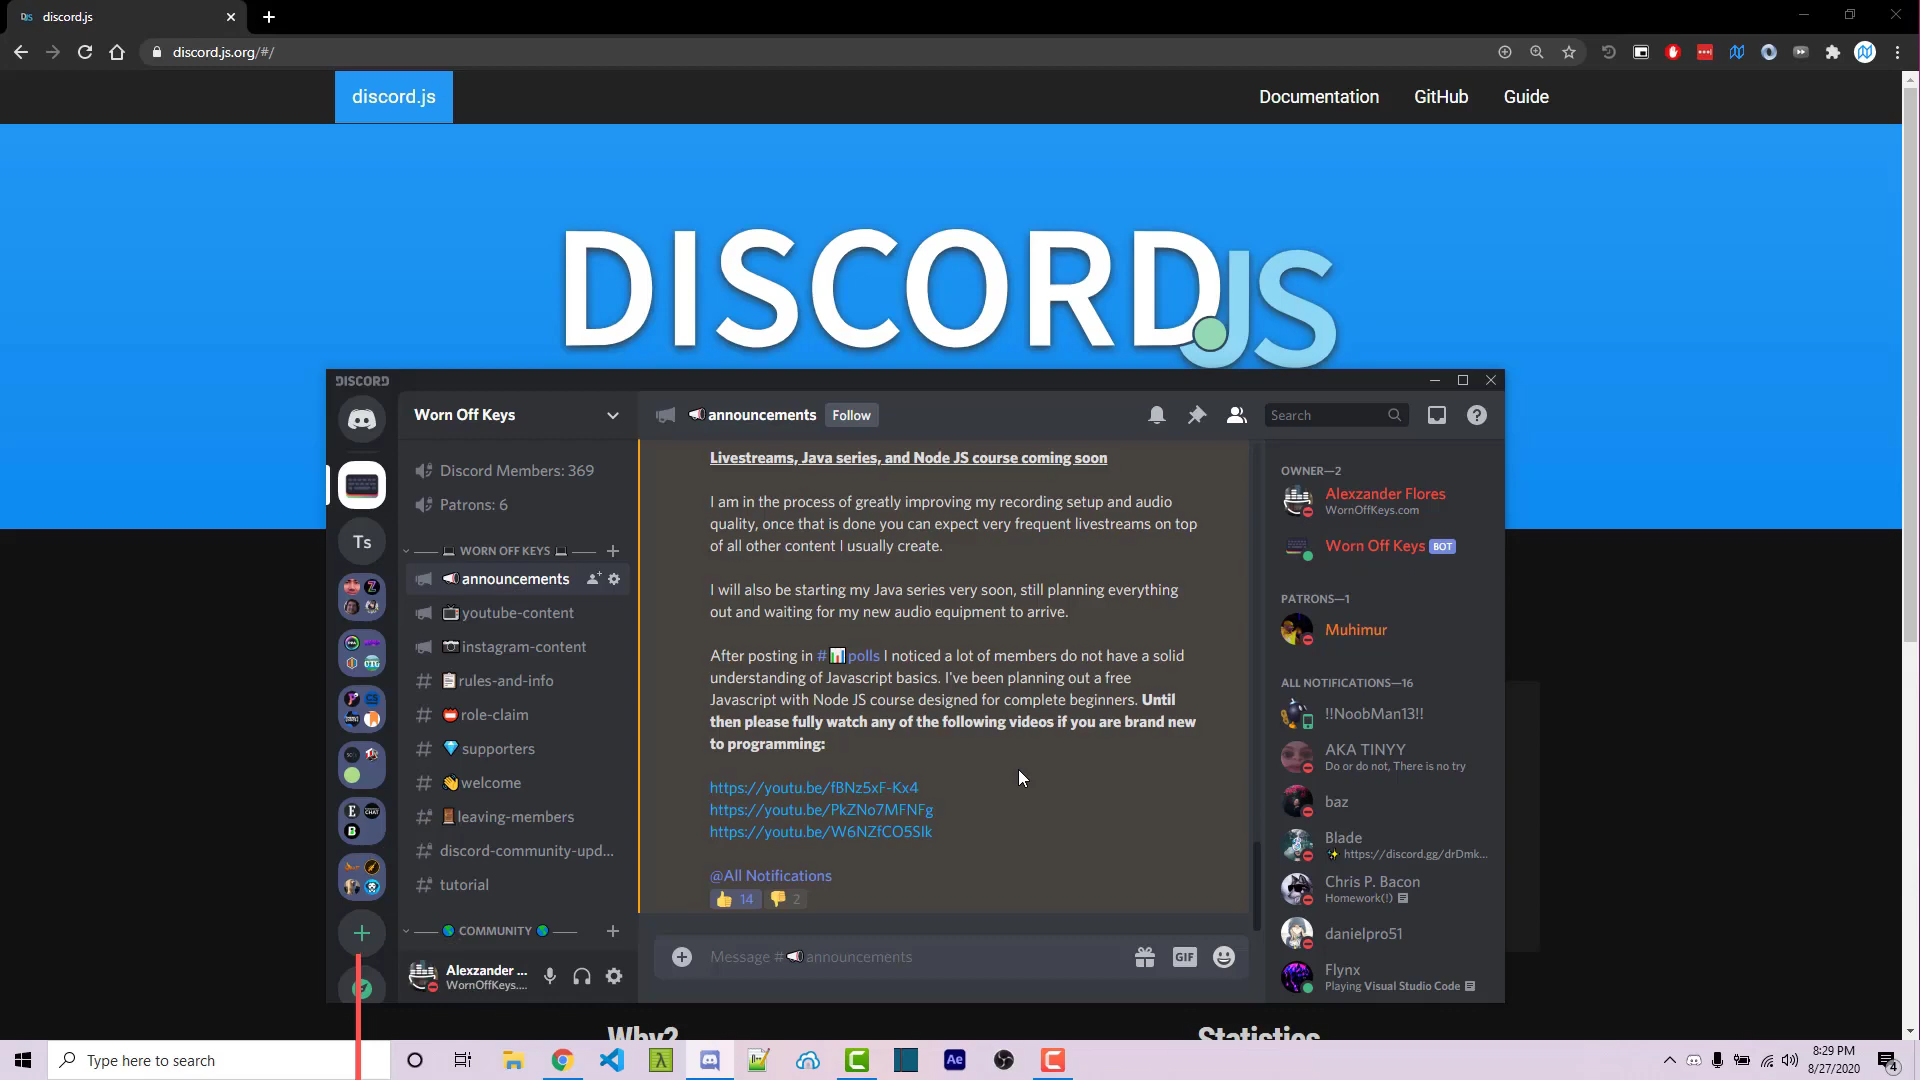 discord.js
discord.js.org/#/
discord.js
Documentation
GitHub
Guide
DISCORD.JS
DISCORD
Worn Off Keys
📢announcements
Follow
Search
Discord Members: 369
Patrons: 6
WORN OFF KEYS
📢announcements
📺youtube-content
📷instagram-content
📋rules-and-info
📛role-claim
💎supporters
👋welcome
🚪leaving-members
discord-community-upd...
tutorial
COMMUNITY
Ts
Alexzander ...
WornOffKeys....
Livestreams, Java series, and Node JS course coming soon
I am in the process of greatly improving my recording setup and audio
quality, once that is done you can expect very frequent livestreams on top
of all other content I usually create.
I will also be starting my Java series very soon, still planning everything
out and waiting for my new audio equipment to arrive.
After posting in #📊polls I noticed a lot of members do not have a solid
understanding of Javascript basics. I've been planning out a free
Javascript with Node JS course designed for complete beginners. Until
then please fully watch any of the following videos if you are brand new
to programming:
https://youtu.be/fBNz5xF-Kx4
https://youtu.be/PkZNo7MFNFg
https://youtu.be/W6NZfCO5SIk
@All Notifications
👍 14 👎 2
Message #📢announcements
GIF
OWNER—2
Alexzander Flores
WornOffKeys.com
Worn Off Keys BOT
PATRONS—1
Muhimur
ALL NOTIFICATIONS—16
!!NoobMan13!!
AKA TINYY
Do or do not, There is no try
baz
Blade
✨ https://discord.gg/drDmk...
Chris P. Bacon
Homework(!)
danielpro51
Flynx
Playing Visual Studio Code
Why?
Statistics
Type here to search
Ae
8:29 PM
8/27/2020
4